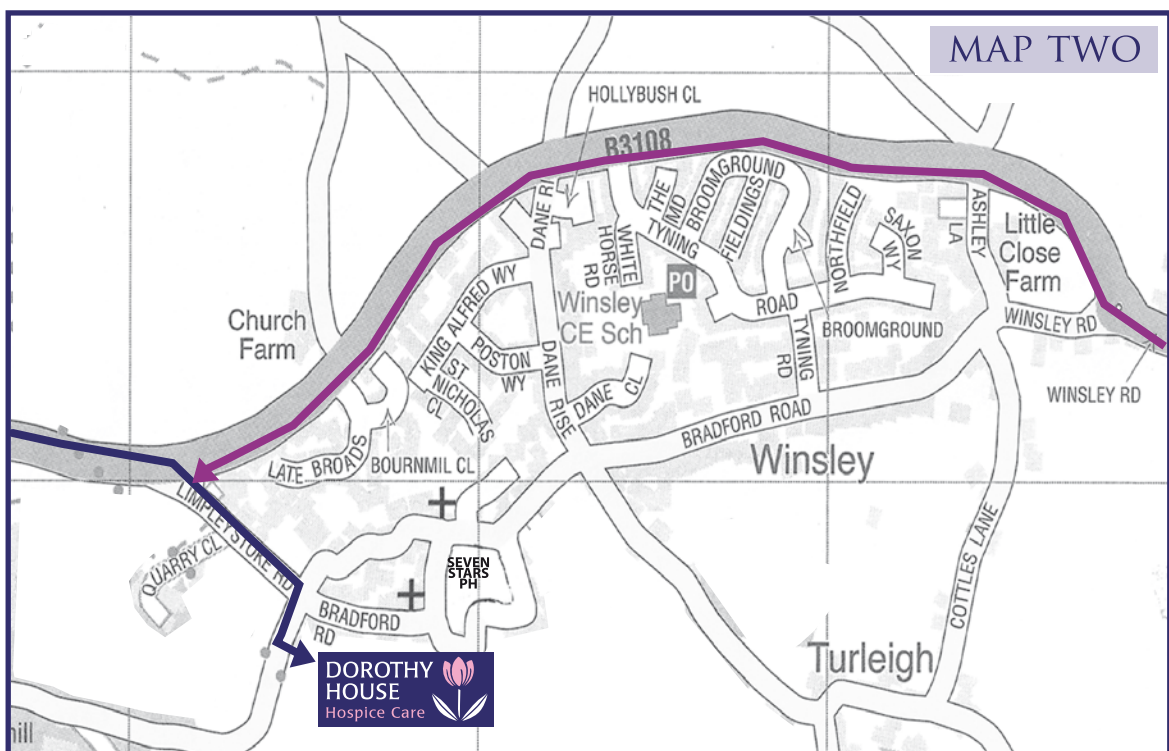 MAP TWO
HOLLYBUSH CL
B3108
DANE RI
THE
MD
BROOMGROUND
FIELDINGS
TYNING
WHITE
HORSE
RD
NORTHFIELD
SAXON
WY
ASHLEY
LA
Little
Close
Farm
PO
Winsley
CE Sch
ROAD
BROOMGROUND
WINSLEY RD
WINSLEY RD
Church
Farm
KING ALFRED WY
POSTON
WY
ST
NICHOLAS
CL
DANE RISE
DANE
CL
TYNING
RD
BRADFORD ROAD
Winsley
LATE BROADS
BOURNMIL CL
LIMPLEY STOKE RD
QUARRY CL
SEVEN
STARS
PH
BRADFORD
RD
COTTLES LANE
Turleigh
DOROTHY
HOUSE
Hospice Care
hill